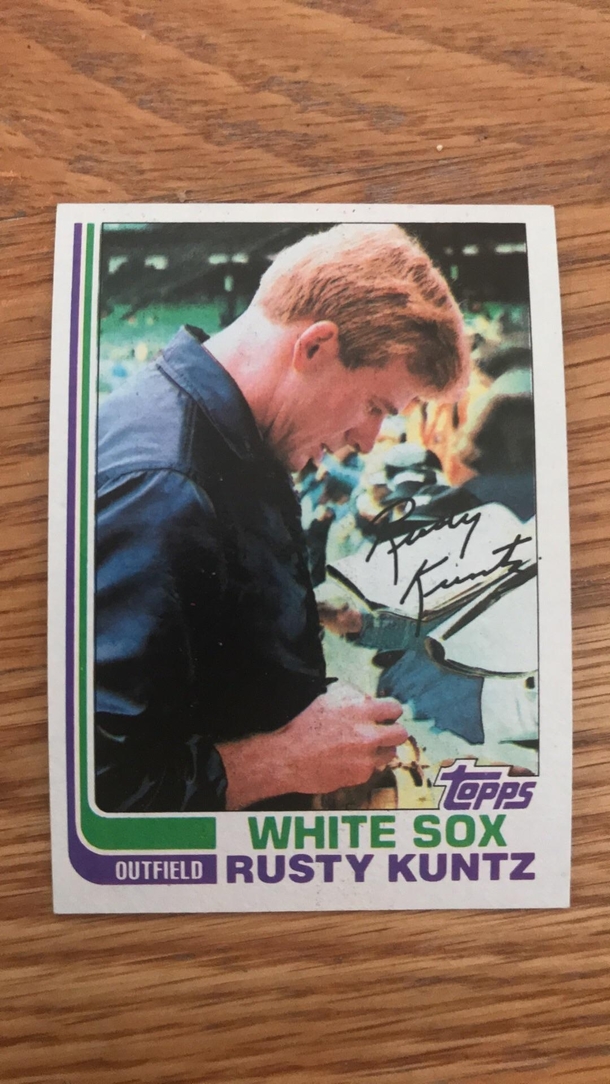 Rusty
Kuntz
TOPPS
WHITE SOX
OUTFIELD RUSTY KUNTZ